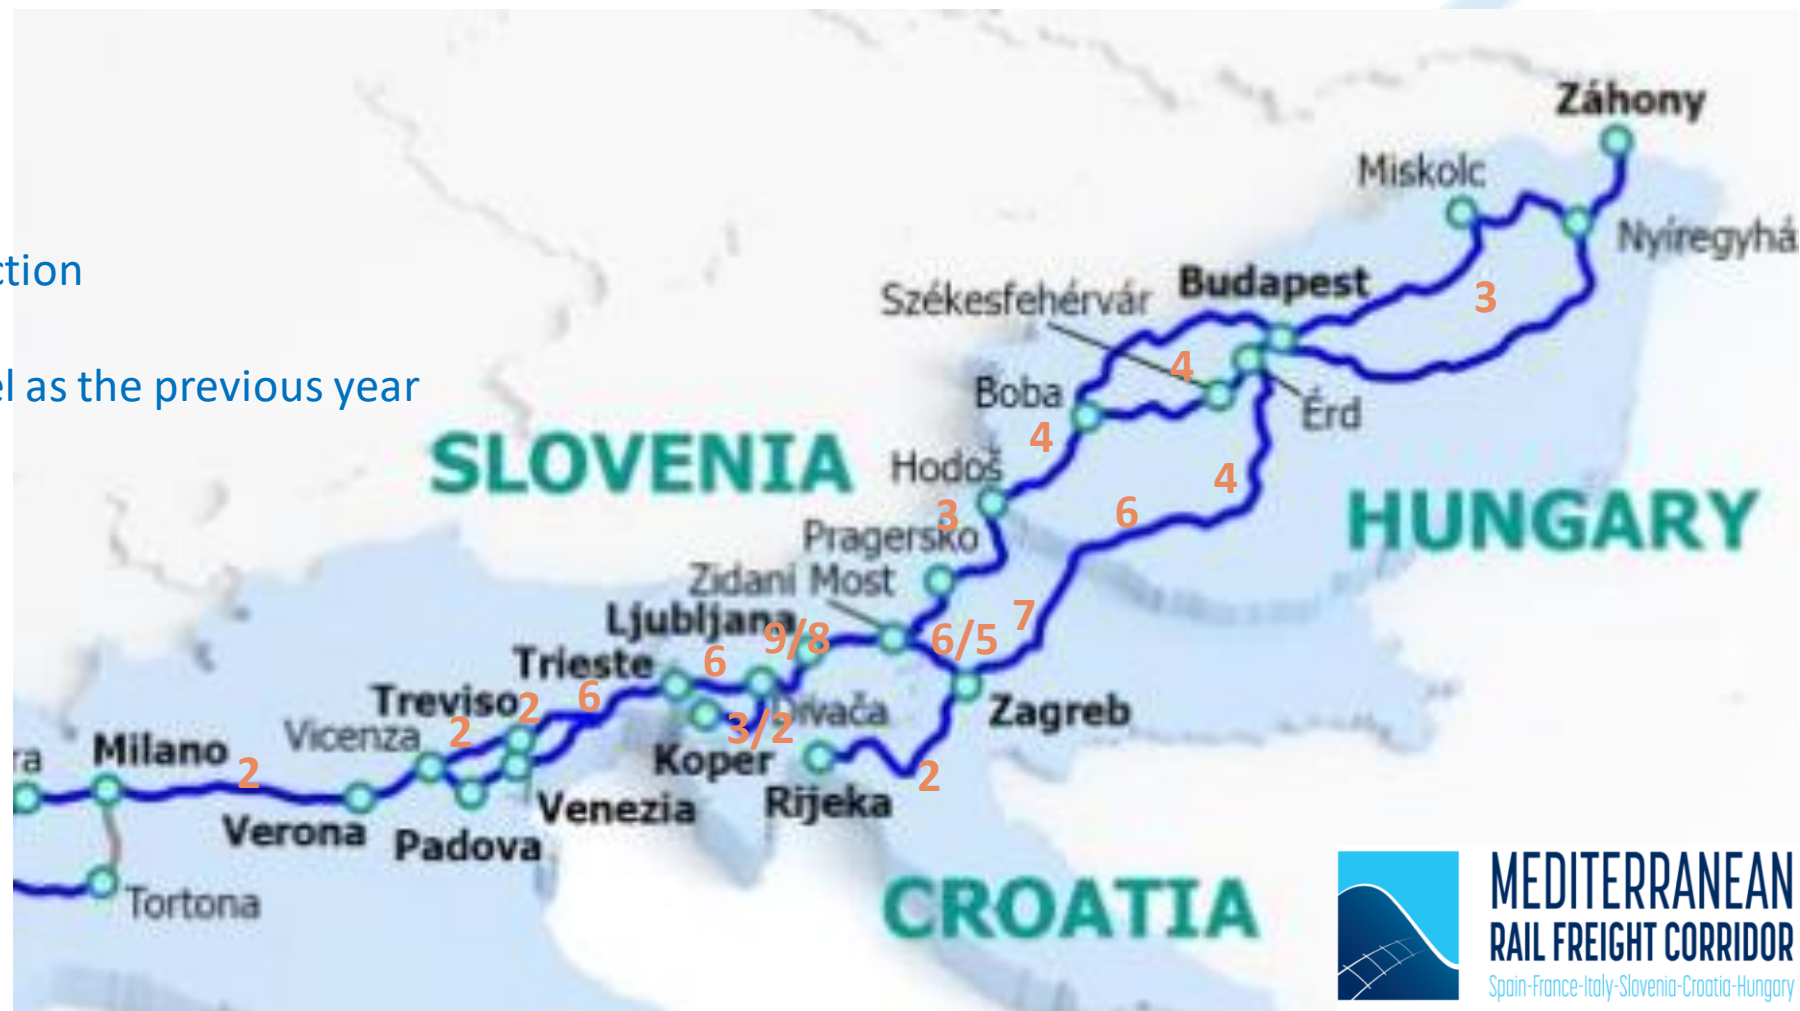 Záhony
Miskolc
Nyíregyhá
ction
Budapest
Székesfehérvár
3
4
el as the previous year
Boba
Érd
4
SLOVENIA
Hodoš
4
HUNGARY
3
6
Pragersko
Zidani Most
Ljubljana
9/8
6/5
7
Trieste
6
Treviso
2
6
Divača
Zagreb
Vicenza
2
3/2
ra
Milano
2
Koper
2
Rijeka
Venezia
Verona
Padova
Tortona
CROATIA
MEDITERRANEAN
RAIL FREIGHT CORRIDOR
Spain-France-Italy-Slovenia-Croatia-Hungary